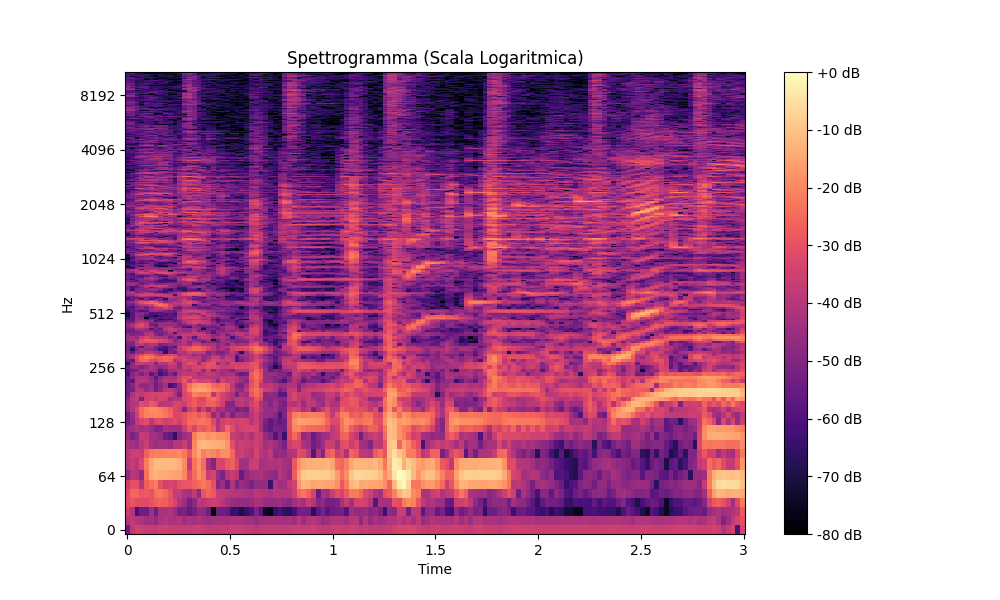 Spettrogramma (Scala Logaritmica)
Hz
8192
4096
2048
1024
512
256
128
64
0
0 0.5 1 1.5 2 2.5 3
Time
+0 dB
-10 dB
-20 dB
-30 dB
-40 dB
-50 dB
-60 dB
-70 dB
-80 dB